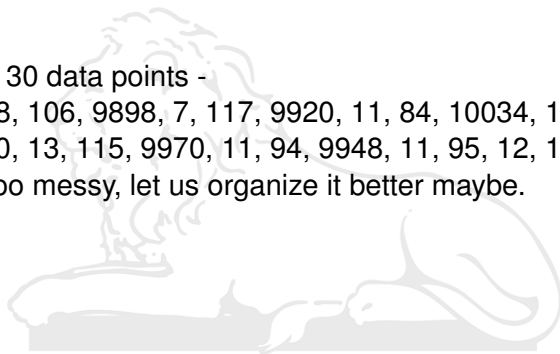 30 data points -
8, 106, 9898, 7, 117, 9920, 11, 84, 10034, 1
0, 13, 115, 9970, 11, 94, 9948, 11, 95, 12, 1
oo messy, let us organize it better maybe.